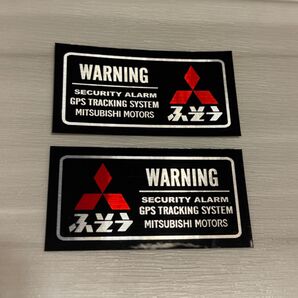 WARNING
SECURITY ALARM
GPS TRACKING SYSTEM
MITSUBISHI MOTORS
ふそう
WARNING
SECURITY ALARM
GPS TRACKING SYSTEM
MITSUBISHI MOTORS
ふそう